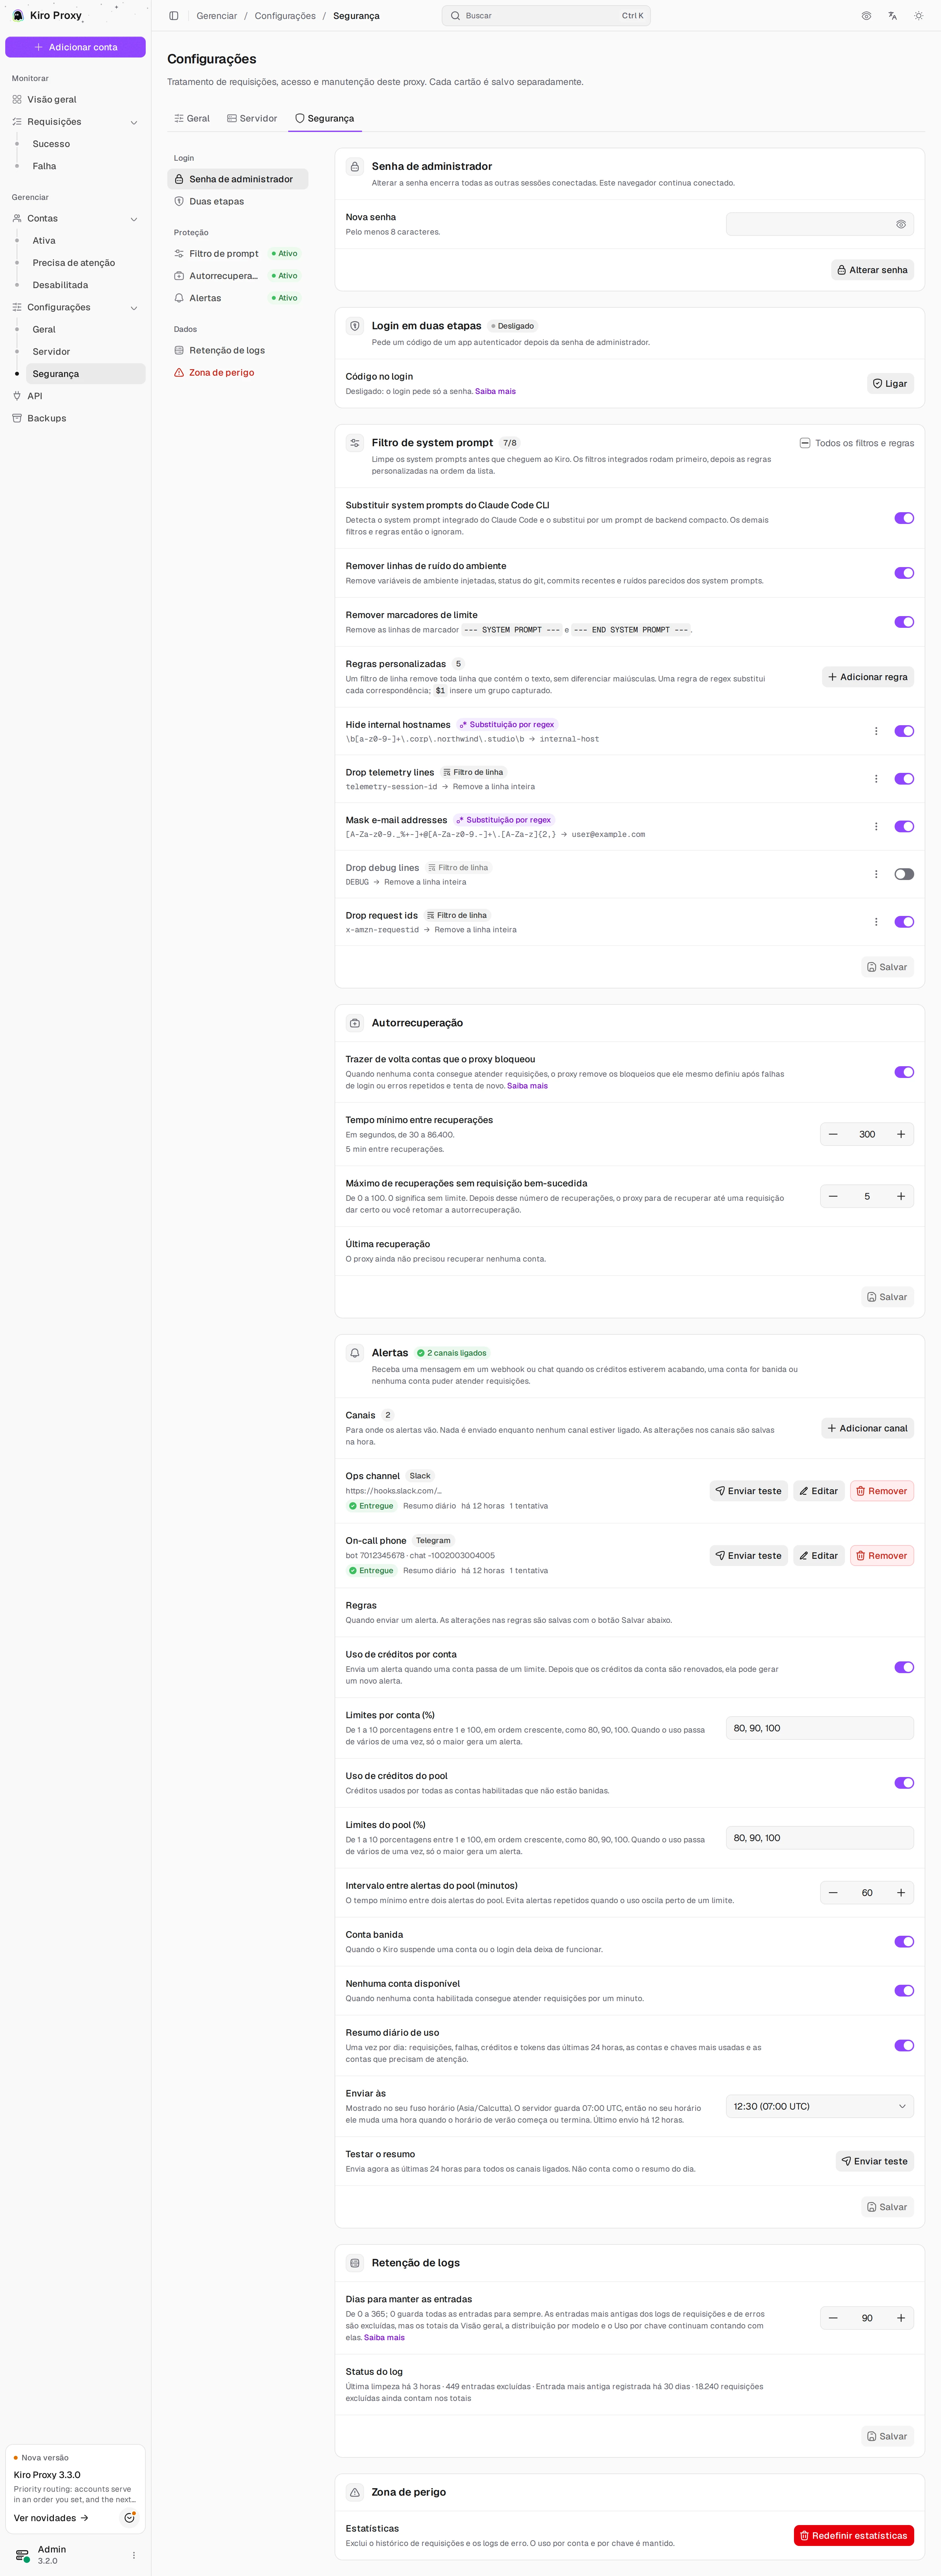 Kiro Proxy
Gerenciar / Configurações / Segurança
Buscar
Ctrl K
Adicionar conta
Monitorar
Visão geral
Requisições
Sucesso
Falha
Gerenciar
Contas
Ativa
Precisa de atenção
Desabilitada
Configurações
Geral
Servidor
Segurança
API
Backups
Nova versão
Kiro Proxy 3.3.0
Priority routing: accounts serve
in an order you set, and the next...
Ver novidades →
Admin
3.2.0
Configurações
Tratamento de requisições, acesso e manutenção deste proxy. Cada cartão é salvo separadamente.
Geral
Servidor
Segurança
Login
Senha de administrador
Duas etapas
Proteção
Filtro de prompt
Ativo
Autorrecupera...
Ativo
Alertas
Ativo
Dados
Retenção de logs
Zona de perigo
Senha de administrador
Alterar a senha encerra todas as outras sessões conectadas. Este navegador continua conectado.
Nova senha
Pelo menos 8 caracteres.
Alterar senha
Login em duas etapas
Desligado
Pede um código de um app autenticador depois da senha de administrador.
Código no login
Desligado: o login pede só a senha. Saiba mais
Ligar
Filtro de system prompt
7/8
Todos os filtros e regras
Limpe os system prompts antes que cheguem ao Kiro. Os filtros integrados rodam primeiro, depois as regras
personalizadas na ordem da lista.
Substituir system prompts do Claude Code CLI
Detecta o system prompt integrado do Claude Code e o substitui por um prompt de backend compacto. Os demais
filtros e regras então o ignoram.
Remover linhas de ruído do ambiente
Remove variáveis de ambiente injetadas, status do git, commits recentes e ruídos parecidos dos system prompts.
Remover marcadores de limite
Remove as linhas de marcador --- SYSTEM PROMPT --- e --- END SYSTEM PROMPT ---.
Regras personalizadas
5
Um filtro de linha remove toda linha que contém o texto, sem diferenciar maiúsculas. Uma regra de regex substitui
cada correspondência; $1 insere um grupo capturado.
Adicionar regra
Hide internal hostnames
Substituição por regex
\b[a-z0-9-]+\.corp\.northwind\.studio\b → internal-host
Drop telemetry lines
Filtro de linha
telemetry-session-id → Remove a linha inteira
Mask e-mail addresses
Substituição por regex
[A-Za-z0-9._%+-]+@[A-Za-z0-9.-]+\.[A-Za-z]{2,} → user@example.com
Drop debug lines
Filtro de linha
DEBUG → Remove a linha inteira
Drop request ids
Filtro de linha
x-amzn-requestid → Remove a linha inteira
Salvar
Autorrecuperação
Trazer de volta contas que o proxy bloqueou
Quando nenhuma conta consegue atender requisições, o proxy remove os bloqueios que ele mesmo definiu após falhas
de login ou erros repetidos e tenta de novo. Saiba mais
Tempo mínimo entre recuperações
Em segundos, de 30 a 86.400.
5 min entre recuperações.
300
Máximo de recuperações sem requisição bem-sucedida
De 0 a 100. 0 significa sem limite. Depois desse número de recuperações, o proxy para de recuperar até uma requisição
dar certo ou você retomar a autorrecuperação.
5
Última recuperação
O proxy ainda não precisou recuperar nenhuma conta.
Salvar
Alertas
2 canais ligados
Receba uma mensagem em um webhook ou chat quando os créditos estiverem acabando, uma conta for banida ou
nenhuma conta puder atender requisições.
Canais
2
Para onde os alertas vão. Nada é enviado enquanto nenhum canal estiver ligado. As alterações nos canais são salvas
na hora.
Adicionar canal
Ops channel
Slack
https://hooks.slack.com/...
Entregue Resumo diário há 12 horas 1 tentativa
Enviar teste
Editar
Remover
On-call phone
Telegram
bot 7012345678 · chat -1002003004005
Entregue Resumo diário há 12 horas 1 tentativa
Enviar teste
Editar
Remover
Regras
Quando enviar um alerta. As alterações nas regras são salvas com o botão Salvar abaixo.
Uso de créditos por conta
Envia um alerta quando uma conta passa de um limite. Depois que os créditos da conta são renovados, ela pode gerar
um novo alerta.
Limites por conta (%)
De 1 a 10 porcentagens entre 1 e 100, em ordem crescente, como 80, 90, 100. Quando o uso passa
de vários de uma vez, só o maior gera um alerta.
80, 90, 100
Uso de créditos do pool
Créditos usados por todas as contas habilitadas que não estão banidas.
Limites do pool (%)
De 1 a 10 porcentagens entre 1 e 100, em ordem crescente, como 80, 90, 100. Quando o uso passa
de vários de uma vez, só o maior gera um alerta.
80, 90, 100
Intervalo entre alertas do pool (minutos)
O tempo mínimo entre dois alertas do pool. Evita alertas repetidos quando o uso oscila perto de um limite.
60
Conta banida
Quando o Kiro suspende uma conta ou o login dela deixa de funcionar.
Nenhuma conta disponível
Quando nenhuma conta habilitada consegue atender requisições por um minuto.
Resumo diário de uso
Uma vez por dia: requisições, falhas, créditos e tokens das últimas 24 horas, as contas e chaves mais usadas e as
contas que precisam de atenção.
Enviar às
Mostrado no seu fuso horário (Asia/Calcutta). O servidor guarda 07:00 UTC, então no seu horário
ele muda uma hora quando o horário de verão começa ou termina. Último envio há 12 horas.
12:30 (07:00 UTC)
Testar o resumo
Envia agora as últimas 24 horas para todos os canais ligados. Não conta como o resumo do dia.
Enviar teste
Salvar
Retenção de logs
Dias para manter as entradas
De 0 a 365; 0 guarda todas as entradas para sempre. As entradas mais antigas dos logs de requisições e de erros
são excluídas, mas os totais da Visão geral, a distribuição por modelo e o Uso por chave continuam contando com
elas. Saiba mais
90
Status do log
Última limpeza há 3 horas · 449 entradas excluídas · Entrada mais antiga registrada há 30 dias · 18.240 requisições
excluídas ainda contam nos totais
Salvar
Zona de perigo
Estatísticas
Exclui o histórico de requisições e os logs de erro. O uso por conta e por chave é mantido.
Redefinir estatísticas